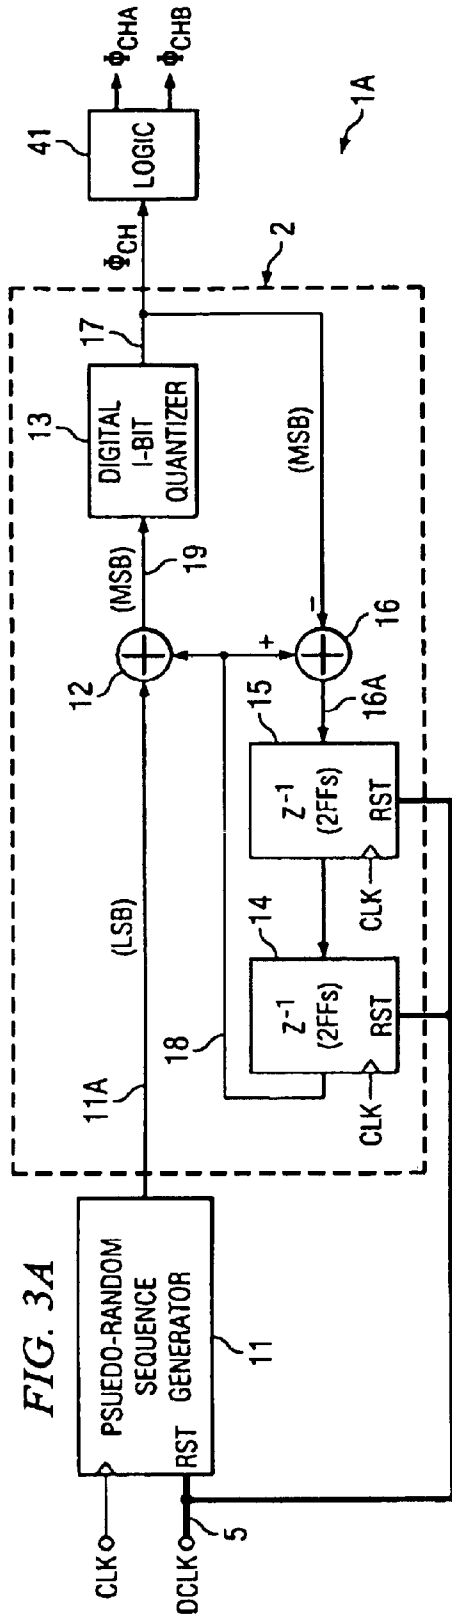 FIG. 3A
CLK
DCLK
5
PSUEDO-RANDOM
SEQUENCE
GENERATOR
RST
11
11A
(LSB)
12
(MSB)
19
13
DIGITAL
1-BIT
QUANTIZER
17
ΦCH
41
LOGIC
ΦCHA
ΦCHB
1A
2
(MSB)
−
+
16
16A
15
Z-1
(2FFs)
CLK
RST
14
Z-1
(2FFs)
CLK
RST
18